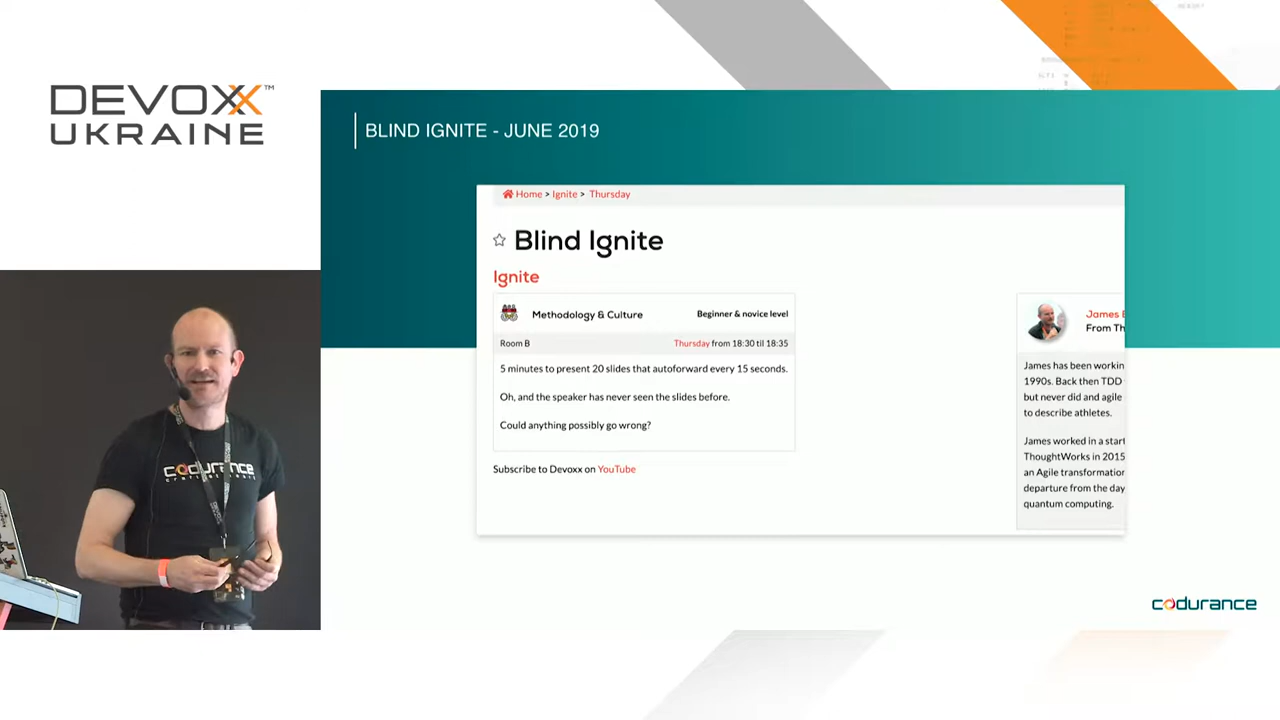 DEVOXX™
UKRAINE
BLIND IGNITE - JUNE 2019
Home > Ignite > Thursday
Blind Ignite
Ignite
Methodology & Culture
Beginner & novice level
Room B
Thursday from 18:30 til 18:35
5 minutes to present 20 slides that autoforward every 15 seconds.
Oh, and the speaker has never seen the slides before.
Could anything possibly go wrong?
Subscribe to Devoxx on YouTube
James
From Th
James has been workin
1990s. Back then TDD
but never did and agile
to describe athletes.
James worked in a start
ThoughtWorks in 2015
an Agile transformation
departure from the day
quantum computing.
codurance
codurance